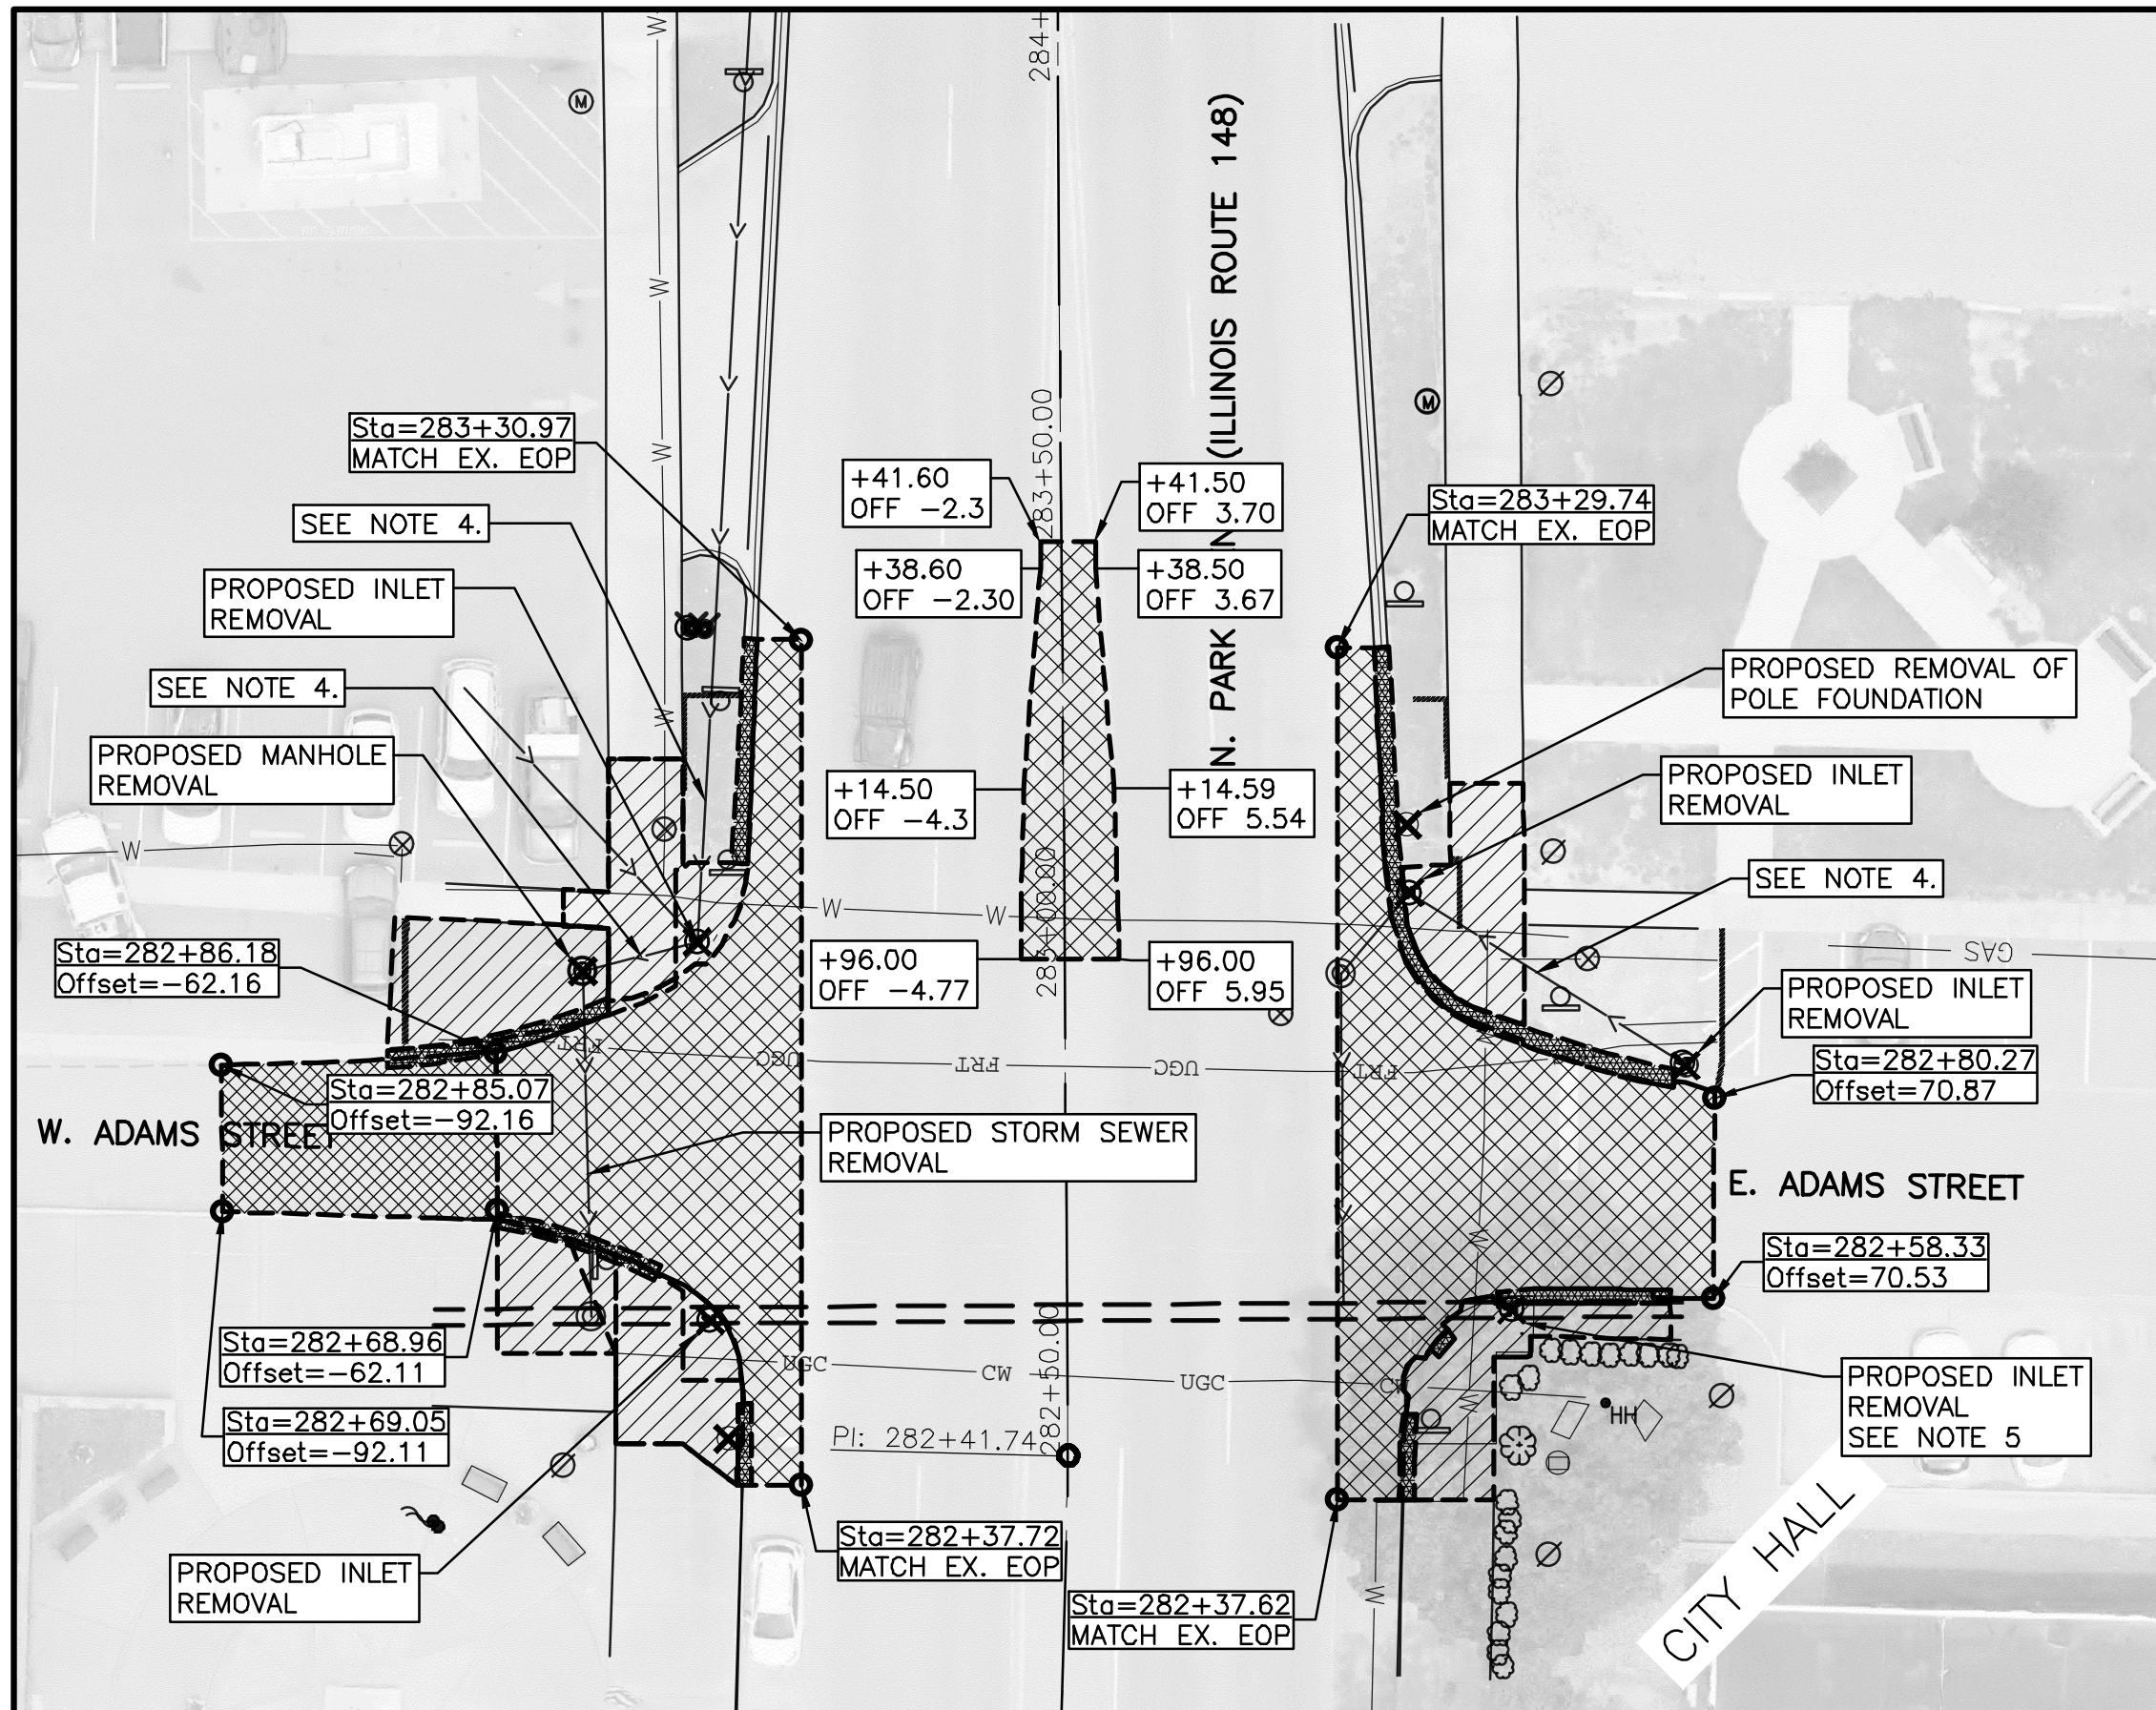 284+
N. PARK (ILLINOIS ROUTE 148)
283+50.00
Sta=283+30.97
MATCH EX. EOP
+41.60
OFF -2.3
+41.50
OFF 3.70
Sta=283+29.74
MATCH EX. EOP
SEE NOTE 4.
+38.60
OFF -2.30
+38.50
OFF 3.67
PROPOSED INLET
REMOVAL
SEE NOTE 4.
PROPOSED REMOVAL OF
POLE FOUNDATION
PROPOSED MANHOLE
REMOVAL
+14.50
OFF -4.3
+14.59
OFF 5.54
PROPOSED INLET
REMOVAL
SEE NOTE 4.
283+00.00
Sta=282+86.18
Offset=-62.16
+96.00
OFF -4.77
+96.00
OFF 5.95
GAS
PROPOSED INLET
REMOVAL
FRT
UGC
FRT
UGC
FRT
Sta=282+85.07
Offset=-92.16
Sta=282+80.27
Offset=70.87
W. ADAMS STREET
PROPOSED STORM SEWER
REMOVAL
E. ADAMS STREET
Sta=282+58.33
Offset=70.53
Sta=282+68.96
Offset=-62.11
UGC
CW
UGC
CW
282+50.00
PROPOSED INLET
REMOVAL
SEE NOTE 5
Sta=282+69.05
Offset=-92.11
PI: 282+41.74
HH
Sta=282+37.72
MATCH EX. EOP
PROPOSED INLET
REMOVAL
Sta=282+37.62
MATCH EX. EOP
CITY HALL
W
W
W
W
W
W
W
W
W
W
W
M
M